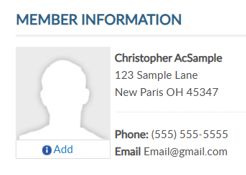 MEMBER INFORMATION
Christopher AcSample
123 Sample Lane
New Paris OH 45347
Phone: (555) 555-5555
Email Email@gmail.com
Add